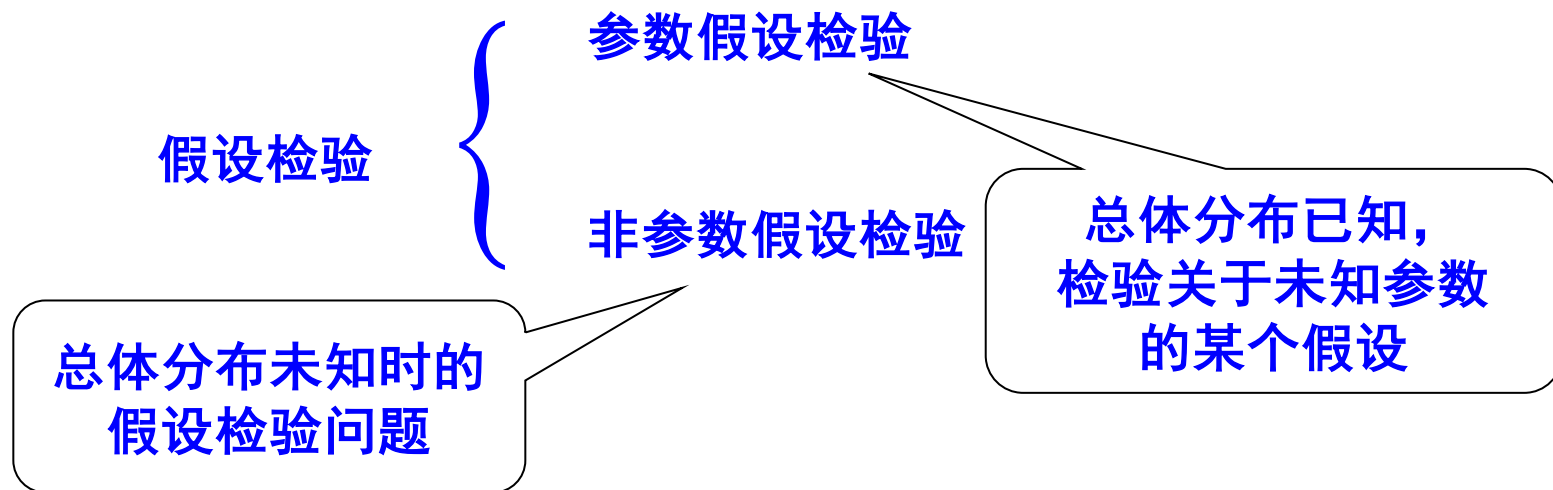 参数假设检验
假设检验
非参数假设检验
总体分布已知，
检验关于未知参数
的某个假设
总体分布未知时的
假设检验问题